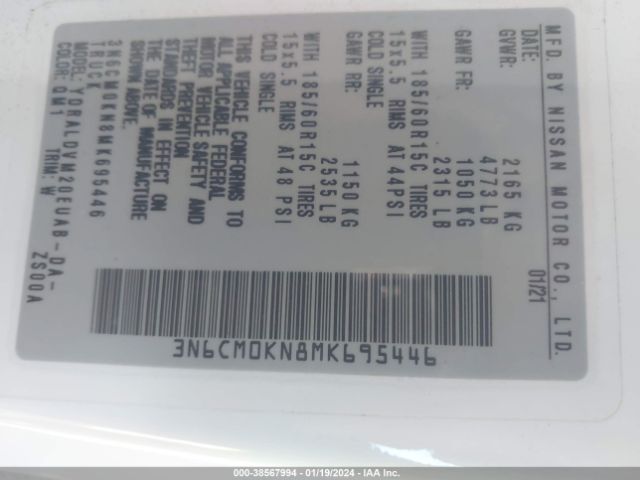 MFD. BY NISSAN MOTOR CO., LTD.
DATE: 01/21
GVWR: 2165 KG
4773 LB
GAWR FR: 1050 KG
2315 LB
WITH 185/60R15C TIRES
15x5.5 RIMS AT 44PSI
COLD SINGLE
GAWR RR: 1150 KG
2535 LB
WITH 185/60R15C TIRES
15x5.5 RIMS AT 48 PSI
COLD SINGLE
THIS VEHICLE CONFORMS TO
ALL APPLICABLE FEDERAL
MOTOR VEHICLE SAFETY AND
THEFT PREVENTION
STANDARDS IN EFFECT ON
THE DATE OF MANUFACTURE
SHOWN ABOVE.
3N6CM0KN8MK695446
TRUCK
MODEL: YDRALDVM20EUAB-DA-
COLOR: QM1 TRIM: W ZS00A
3N6CM0KN8MK695446
000-38567994 - 01/19/2024 - IAA Inc.